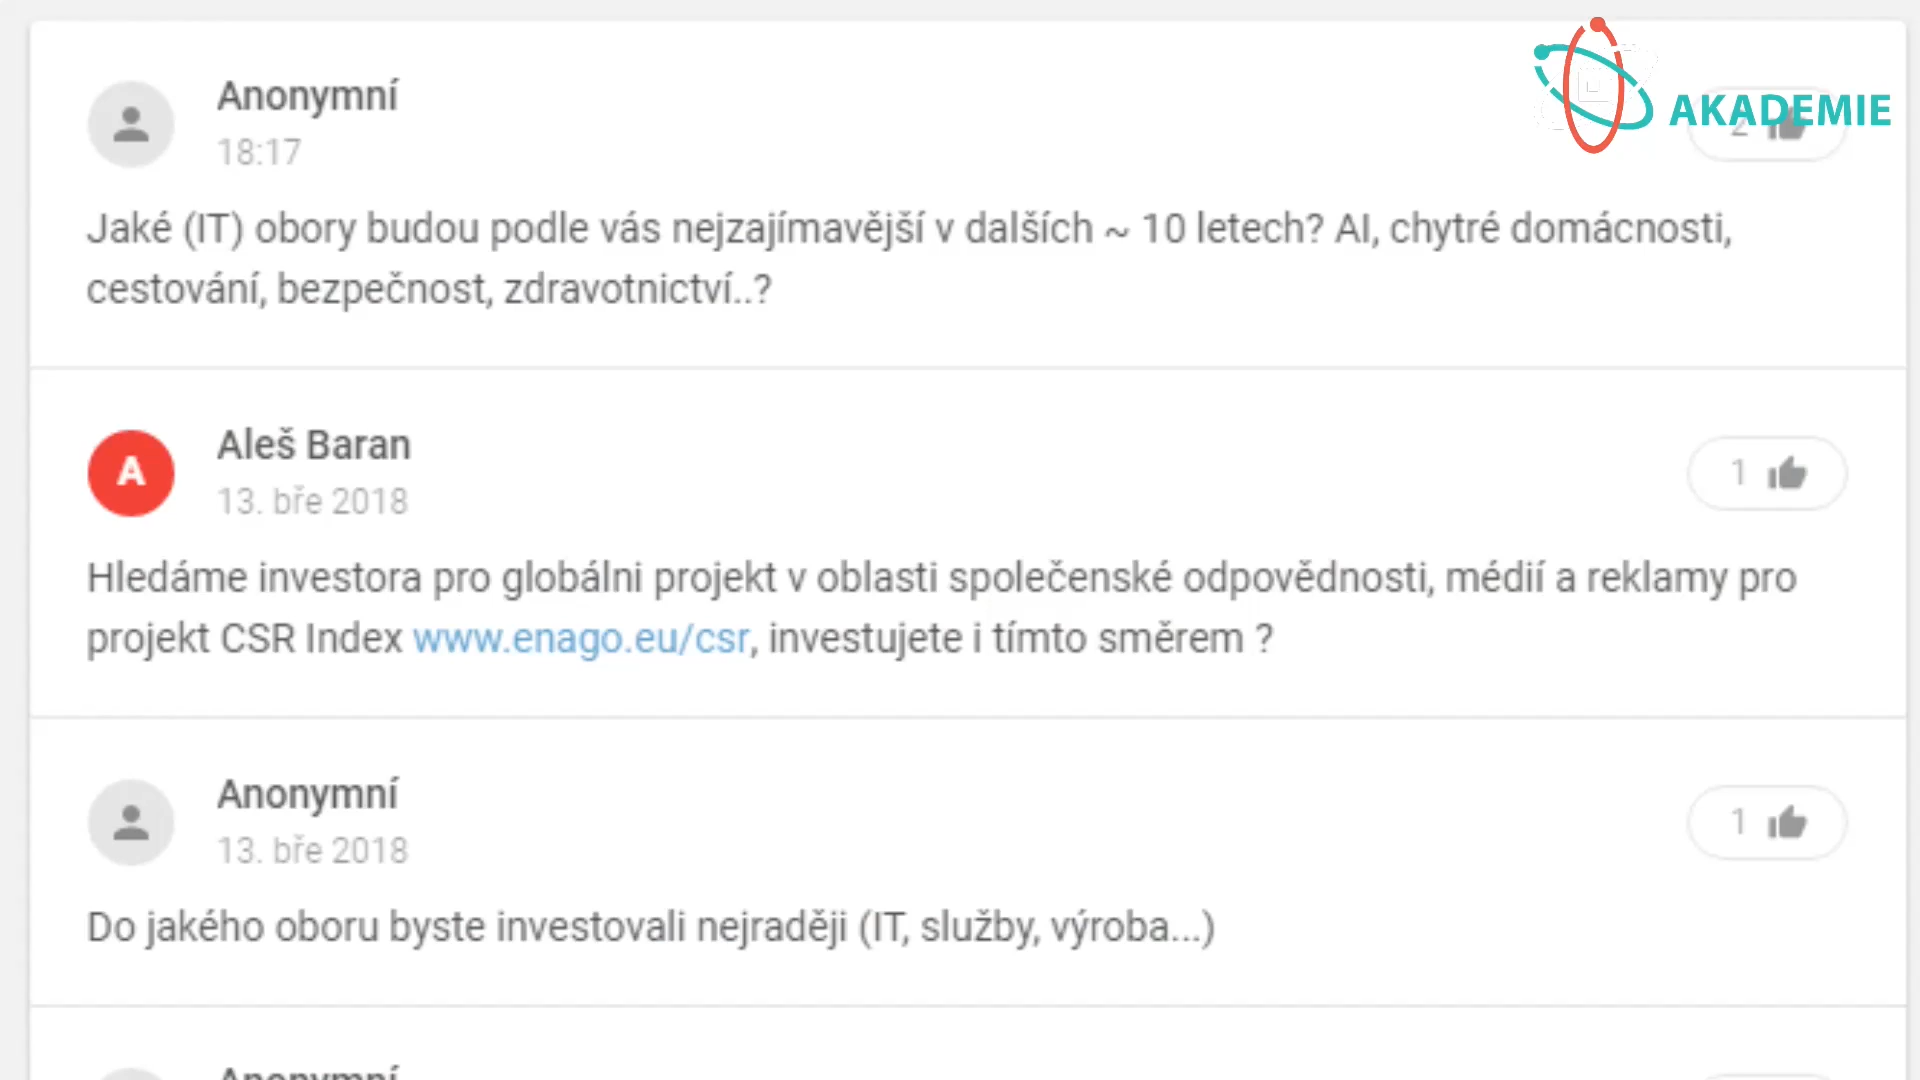 Anonymní
AKADEMIE
18:17
2
Jaké (IT) obory budou podle vás nejzajímavější v dalších ~ 10 letech? AI, chytré domácnosti,
cestování, bezpečnost, zdravotnictví..?
A
Aleš Baran
13. bře 2018
1
Hledáme investora pro globálni projekt v oblasti společenské odpovědnosti, médií a reklamy pro
projekt CSR Index www.enago.eu/csr, investujete i tímto směrem ?
Anonymní
13. bře 2018
1
Do jakého oboru byste investovali nejraději (IT, služby, výroba...)
Anonymní